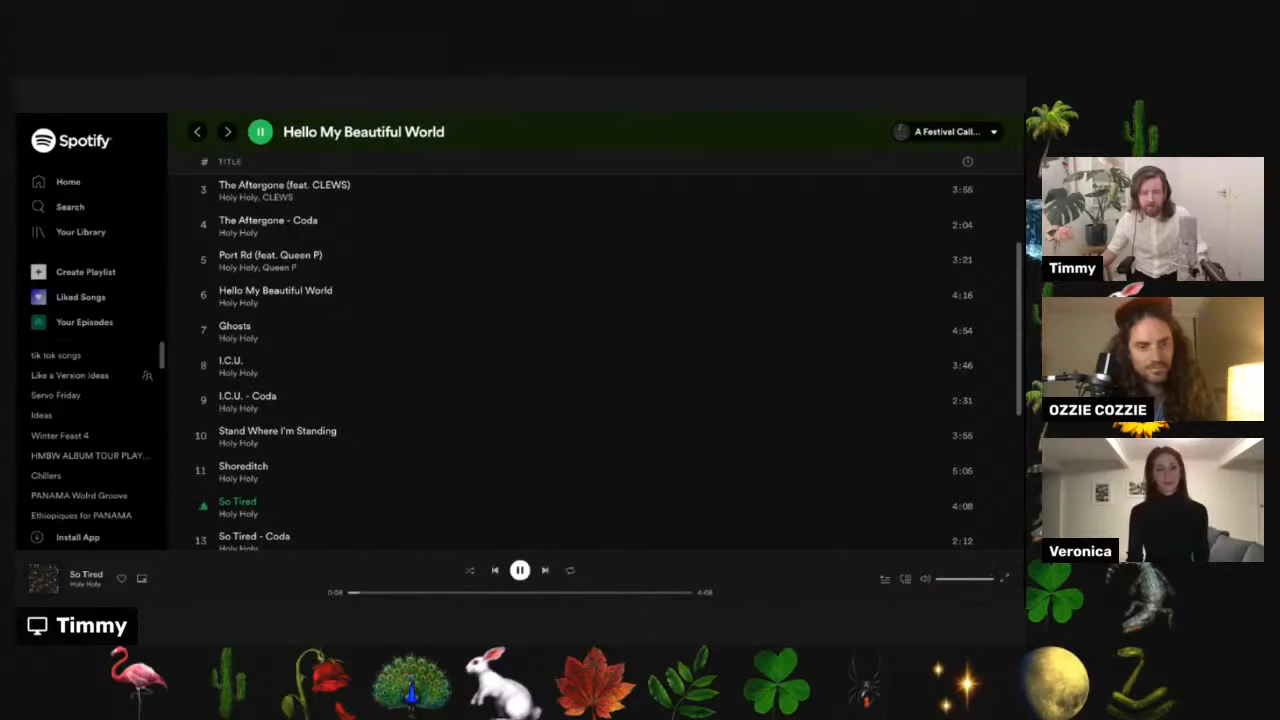 Spotify
Hello My Beautiful World
A Festival Call...
# TITLE
Home
Search
Your Library
Create Playlist
Liked Songs
Your Episodes
tik tok songs
Like a Version Ideas
Servo Friday
Ideas
Winter Feast 4
HMBW ALBUM TOUR PLAY...
Chillers
PANAMA Wolrd Groove
Ethiopiques for PANAMA
Install App
3 The Aftergone (feat. CLEWS) 3:56
Holy Holy, CLEWS
4 The Aftergone - Coda 2:04
Holy Holy
5 Port Rd (feat. Queen P) 3:21
Holy Holy, Queen P
6 Hello My Beautiful World 4:16
Holy Holy
7 Ghosts 4:54
Holy Holy
8 I.C.U. 3:46
Holy Holy
9 I.C.U. - Coda 2:31
Holy Holy
10 Stand Where I'm Standing 3:55
Holy Holy
11 Shoreditch 5:05
Holy Holy
So Tired 4:08
Holy Holy
13 So Tired - Coda 2:12
Holy Holy
So Tired
Holy Holy
0:08 4:08
Timmy
Timmy
OZZIE COZZIE
Veronica